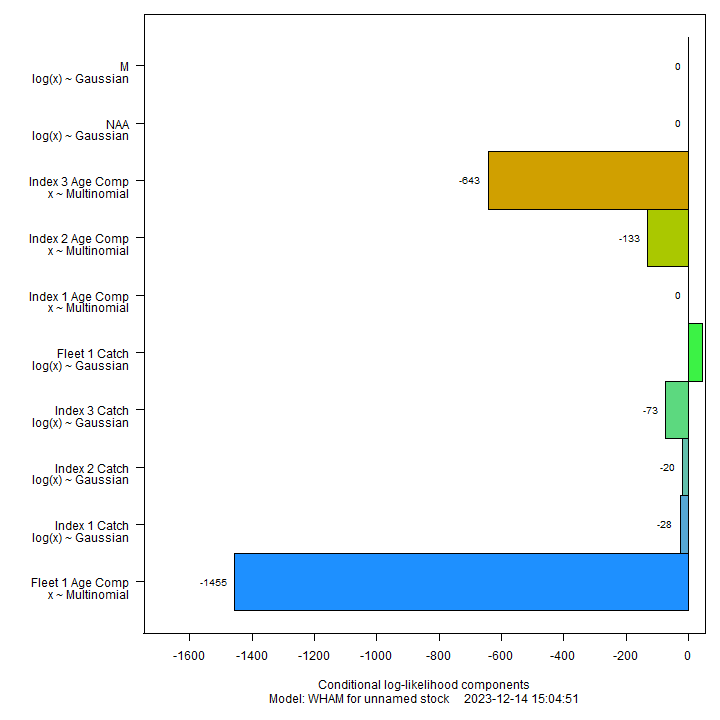 M
log(x) ~ Gaussian
0
NAA
log(x) ~ Gaussian
0
Index 3 Age Comp
x ~ Multinomial
-643
Index 2 Age Comp
x ~ Multinomial
-133
Index 1 Age Comp
x ~ Multinomial
0
Fleet 1 Catch
log(x) ~ Gaussian
Index 3 Catch
log(x) ~ Gaussian
-73
Index 2 Catch
log(x) ~ Gaussian
-20
Index 1 Catch
log(x) ~ Gaussian
-28
Fleet 1 Age Comp
x ~ Multinomial
-1455
-1600 -1400 -1200 -1000 -800 -600 -400 -200 0
Conditional log-likelihood components
Model: WHAM for unnamed stock 2023-12-14 15:04:51